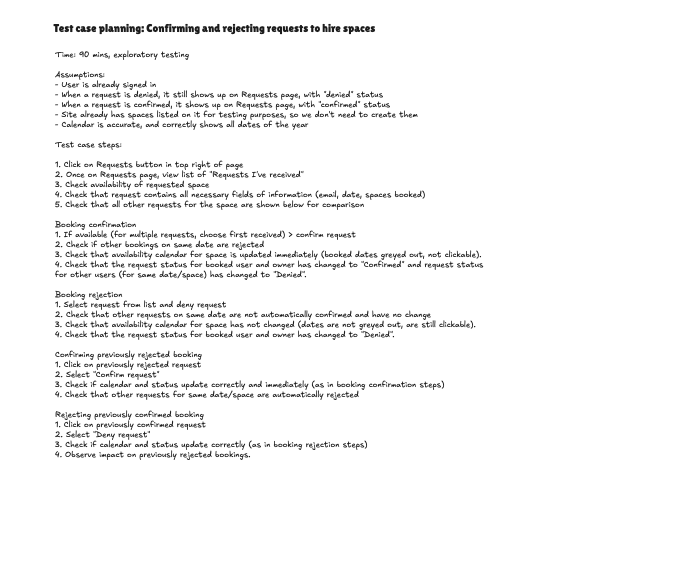 Test case planning: Confirming and rejecting requests to hire spaces
Time: 90 mins, exploratory testing
Assumptions:
- User is already signed in
- When a request is denied, it still shows up on Requests page, with "denied" status
- When a request is confirmed, it shows up on Requests page, with "confirmed" status
- Site already has spaces listed on it for testing purposes, so we don't need to create them
- Calendar is accurate, and correctly shows all dates of the year
Test case steps:
1. Click on Requests button in top right of page
2. Once on Requests page, view list of "Requests I've received"
3. Check availability of requested space
4. Check that request contains all necessary fields of information (email, date, spaces booked)
5. Check that all other requests for the space are shown below for comparison
Booking confirmation
1. If available (for multiple requests, choose first received) > confirm request
2. Check if other bookings on same date are rejected
3. Check that availability calendar for space is updated immediately (booked dates greyed out, not clickable).
4. Check that the request status for booked user and owner has changed to "Confirmed" and request status
for other users (for same date/space) has changed to "Denied".
Booking rejection
1. Select request from list and deny request
2. Check that other requests on same date are not automatically confirmed and have no change
3. Check that availability calendar for space has not changed (dates are not greyed out, are still clickable).
4. Check that the request status for booked user and owner has changed to "Denied".
Confirming previously rejected booking
1. Click on previously rejected request
2. Select "Confirm request"
3. Check if calendar and status update correctly and immediately (as in booking confirmation steps)
4. Check that other requests for same date/space are automatically rejected
Rejecting previously confirmed booking
1. Click on previously confirmed request
2. Select "Deny request"
3. Check if calendar and status update correctly (as in booking rejection steps)
4. Observe impact on previously rejected bookings.